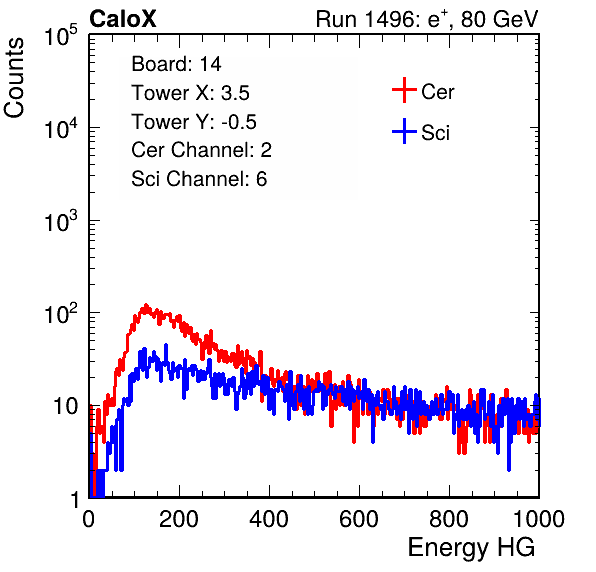 CaloX Run 1496: e⁺, 80 GeV
Counts
10⁵
10⁴
10³
10²
10
1
Board: 14
Tower X: 3.5
Tower Y: -0.5
Cer Channel: 2
Sci Channel: 6
Cer
Sci
0 200 400 600 800 1000
Energy HG